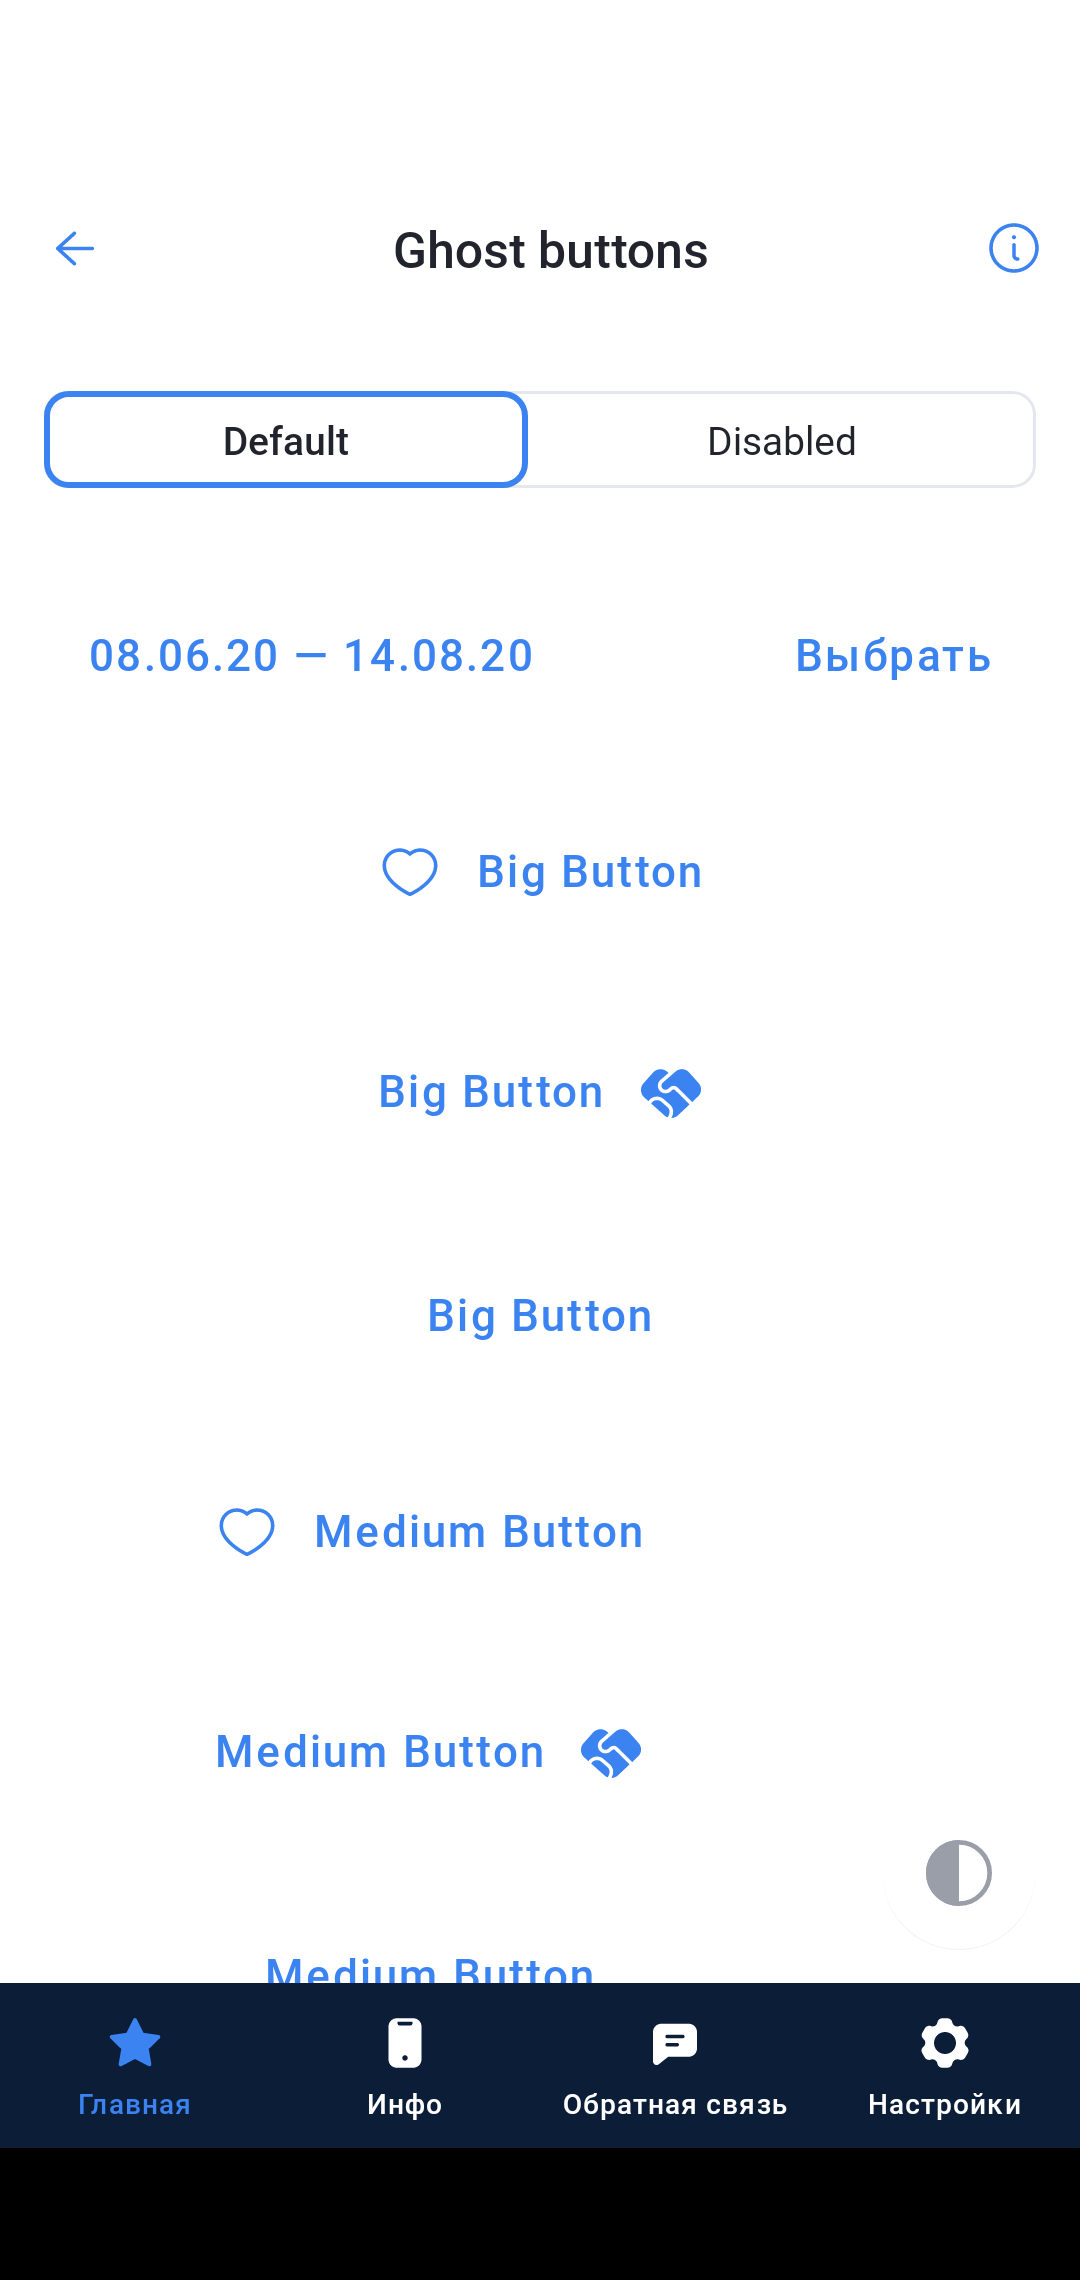 Ghost buttons
Default
Disabled
08.06.20 — 14.08.20
Выбрать
Big Button
Big Button
Big Button
Medium Button
Medium Button
Medium Button
Главная
Инфо
Обратная связь
Настройки